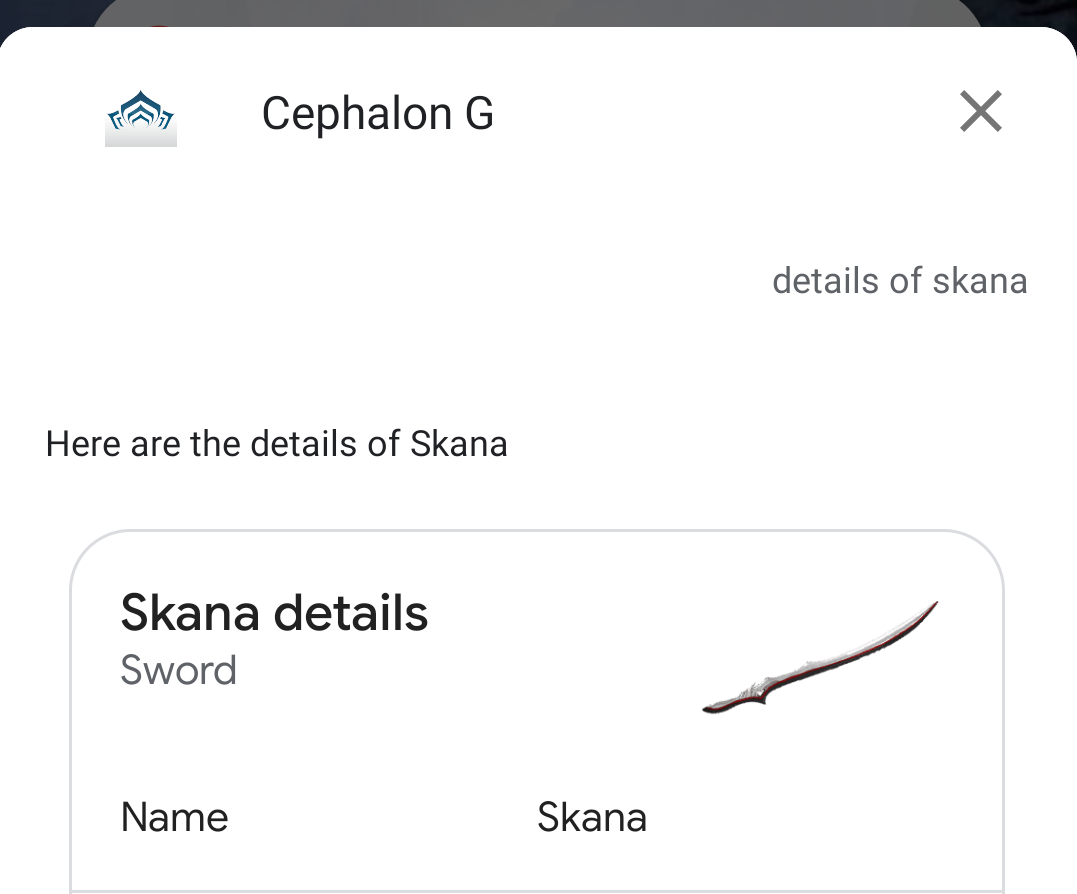 Cephalon G
details of skana
Here are the details of Skana
Skana details
Sword
Name Skana